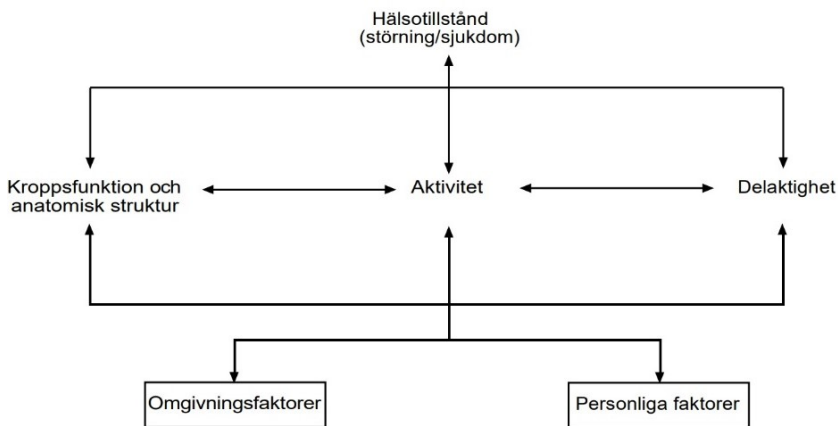 Hälsotillstånd
(störning/sjukdom)
Kroppsfunktion och
anatomisk struktur
Aktivitet
Delaktighet
Omgivningsfaktorer
Personliga faktorer